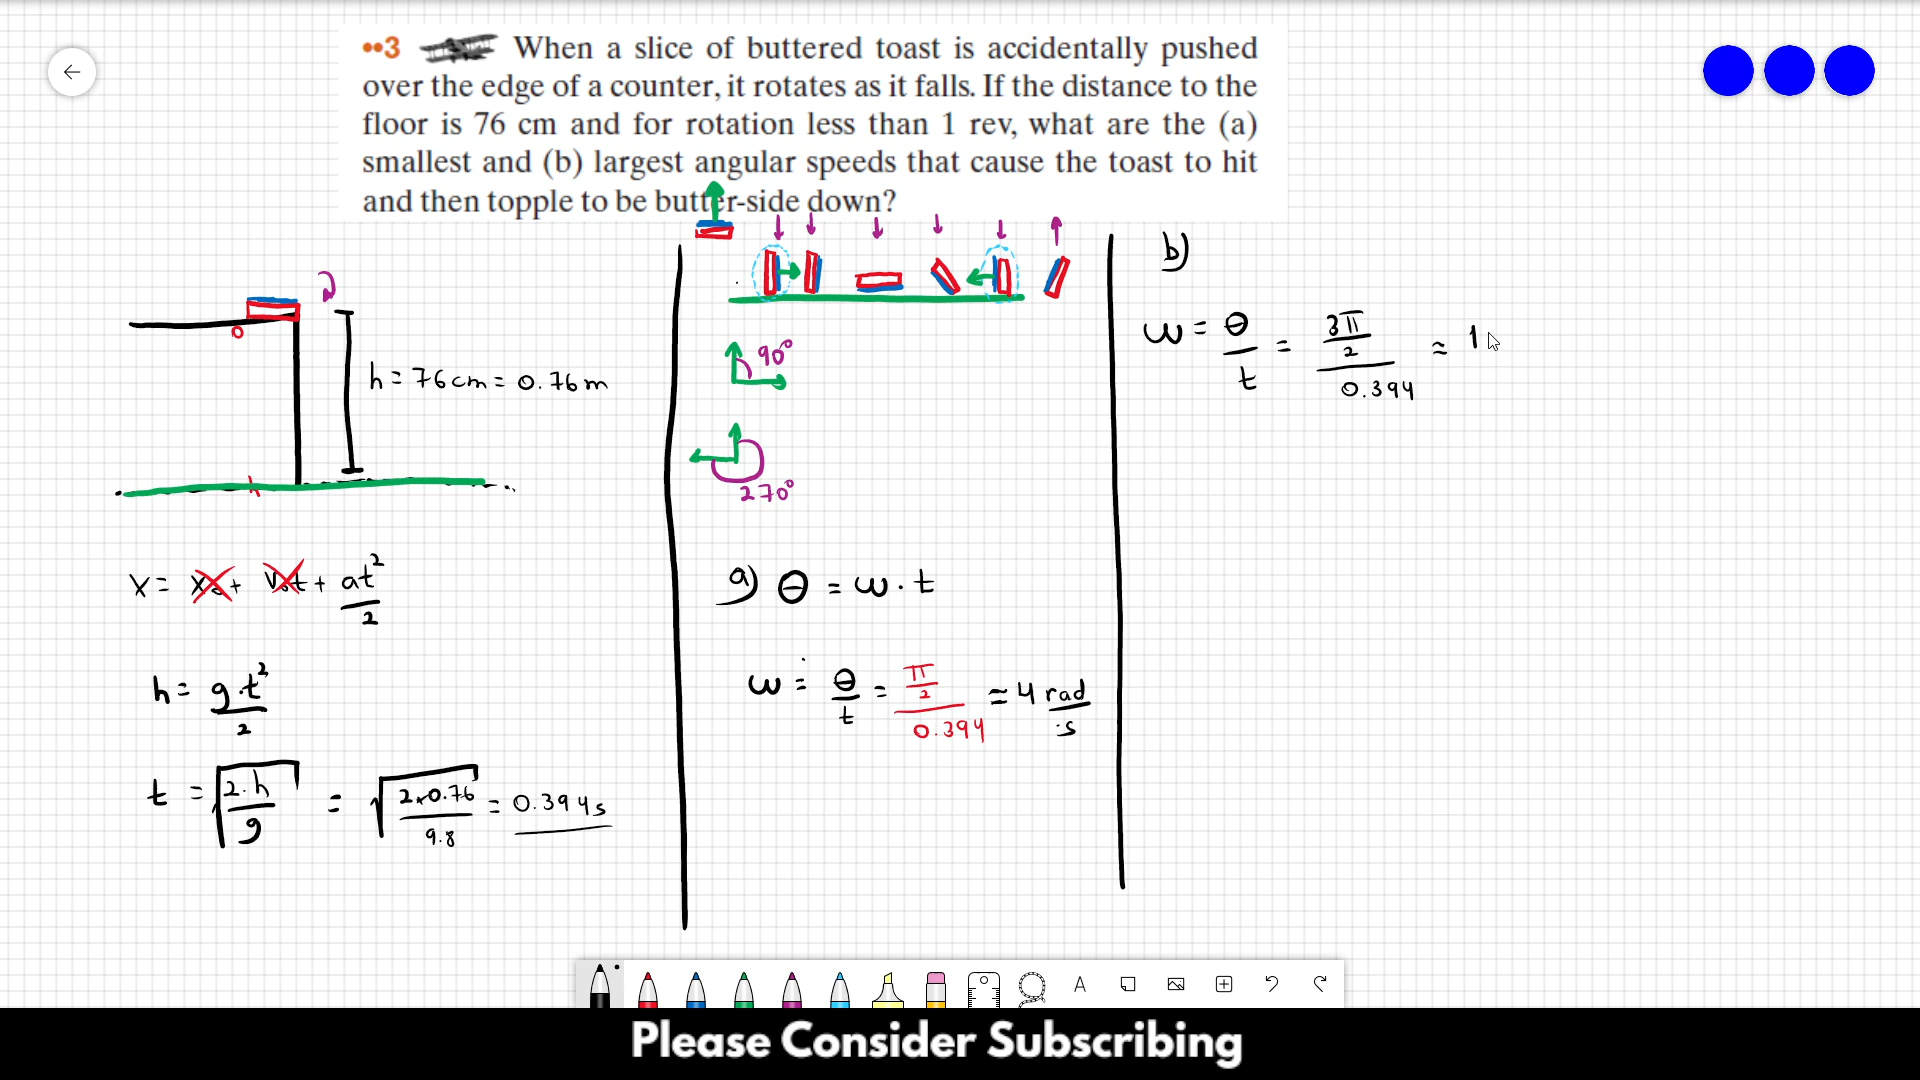 ••3 When a slice of buttered toast is accidentally pushed
over the edge of a counter, it rotates as it falls. If the distance to the
floor is 76 cm and for rotation less than 1 rev, what are the (a)
smallest and (b) largest angular speeds that cause the toast to hit
and then topple to be butter-side down?
0
h = 76cm = 0.76m
x = x₀ + v₀t + at²/2
h = g.t²/2
t = √(2.h/g) = √(2x0.76/9.8) = 0.394s
90°
270°
a) θ = ω . t
ω = θ/t = π/2/0.394 ≈ 4 rad/s
b)
ω = θ/t = 3π/2/0.394 ≈ 1
A
Please Consider Subscribing